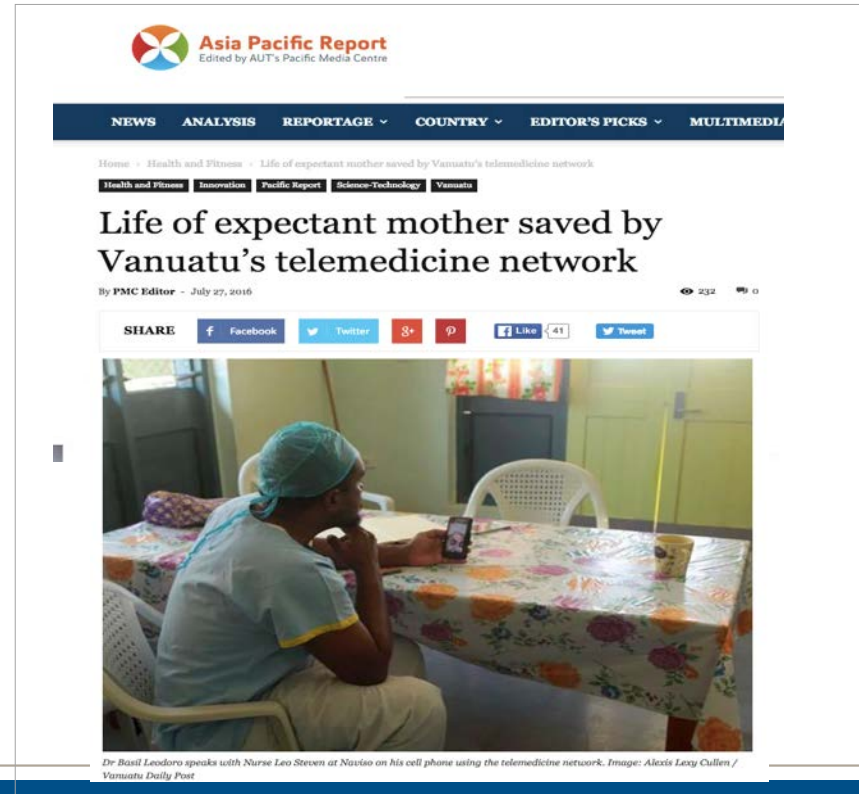 Asia Pacific Report
Edited by AUT's Pacific Media Centre
NEWS ANALYSIS REPORTAGE COUNTRY EDITOR'S PICKS MULTIMEDIA
Home › Health and Fitness › Life of expectant mother saved by Vanuatu's telemedicine network
Health and Fitness Innovation Pacific Report Science-Technology Vanuatu
Life of expectant mother saved by
Vanuatu's telemedicine network
By PMC Editor - July 27, 2016 232 0
SHARE Facebook Twitter 8+ Like 41 Tweet
Dr Basil Leodoro speaks with Nurse Leo Steven at Naviso on his cell phone using the telemedicine network. Image: Alexis Lexy Cullen /
Vanuatu Daily Post